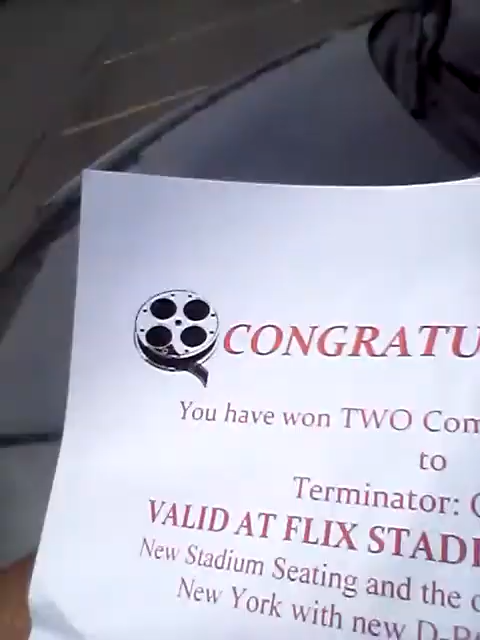 CONGRATU
You have won TWO Com
to
Terminator: G
VALID AT FLIX STADI
New Stadium Seating and the o
New York with new D-B